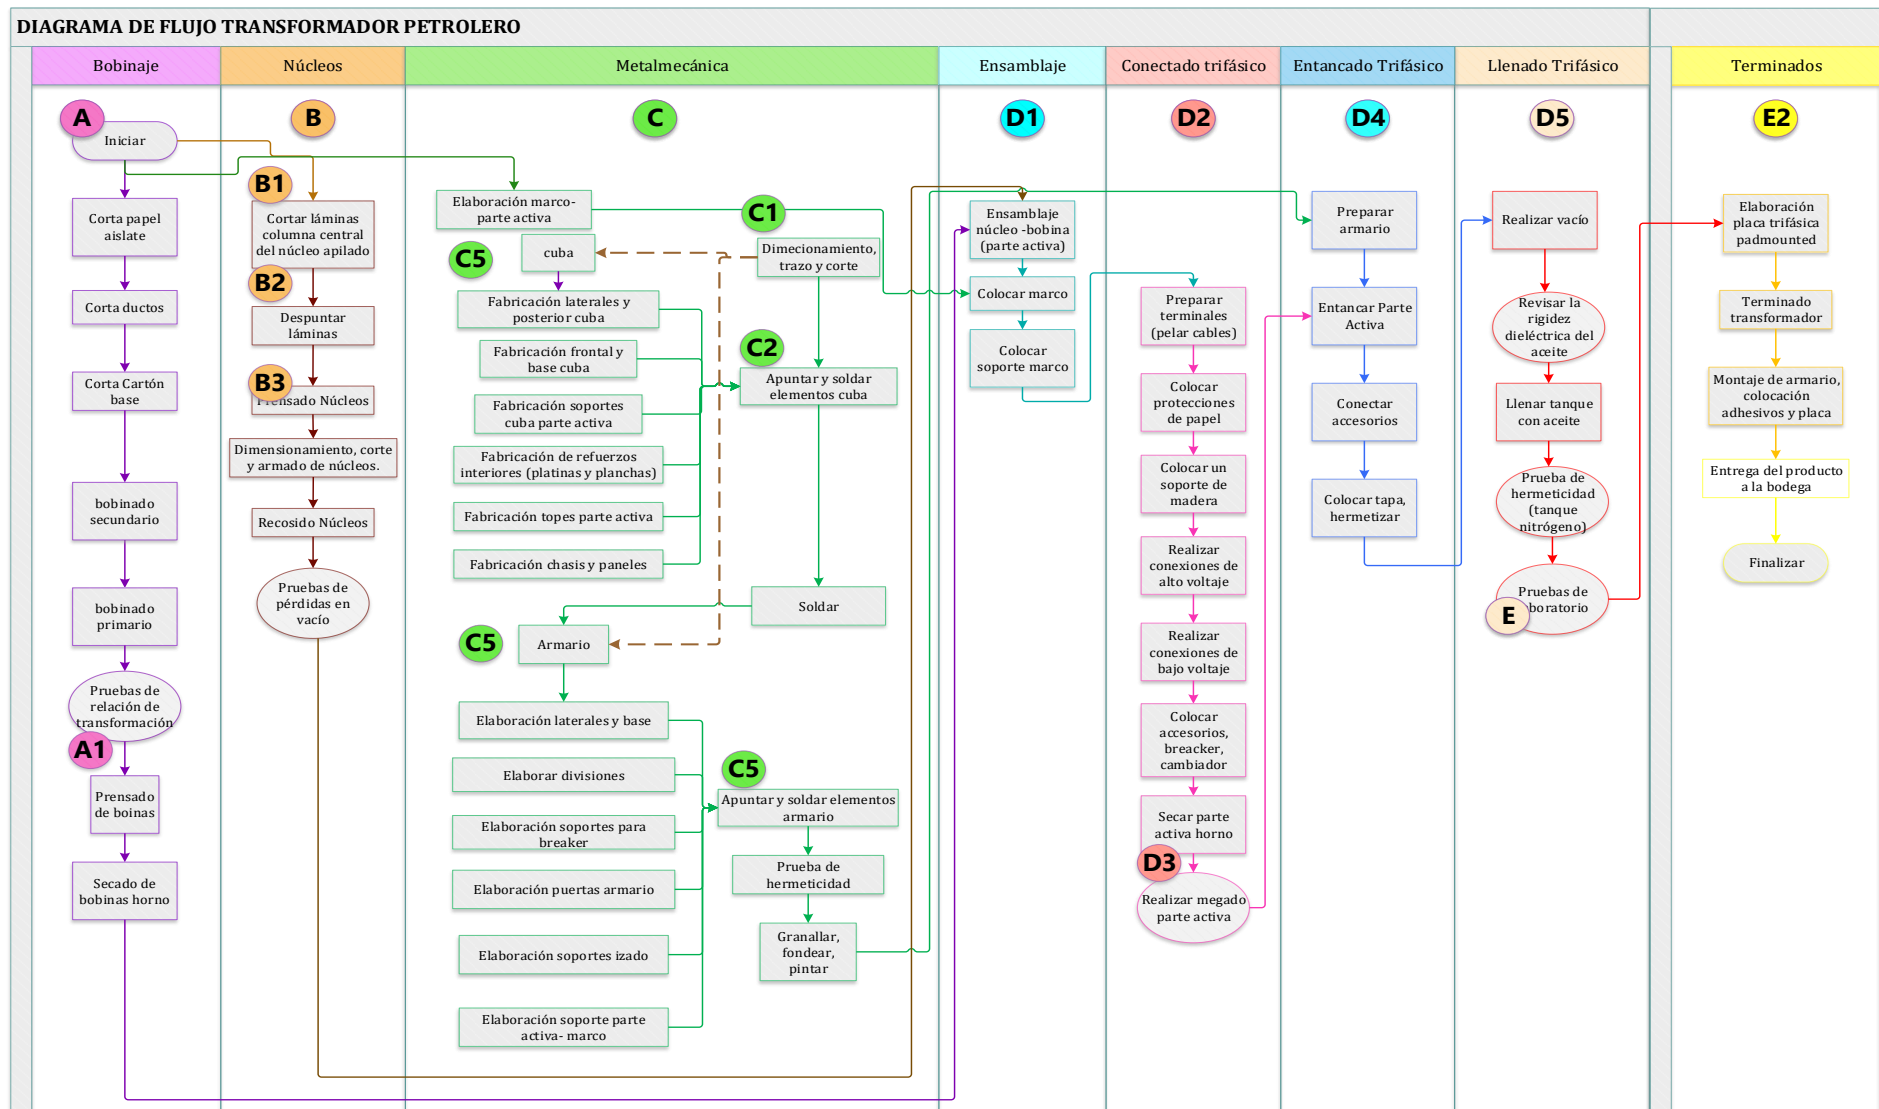 DIAGRAMA DE FLUJO TRANSFORMADOR PETROLERO
Bobinaje
Núcleos
Metalmecánica
Ensamblaje
Conectado trifásico
Entancado Trifásico
Llenado Trifásico
Terminados
A
Iniciar
Corta papel
aislate
Corta ductos
Corta Cartón
base
bobinado
secundario
bobinado
primario
Pruebas de
relación de
transformación
A1
Prensado
de boinas
Secado de
bobinas horno
B
B1
Cortar láminas
columna central
del núcleo apilado
B2
Despuntar
láminas
B3
Prensado Núcleos
Dimensionamiento, corte
y armado de núcleos.
Recosido Núcleos
Pruebas de
pérdidas en
vacío
C
Elaboración marco-
parte activa
C1
C5
cuba
Dimecionamiento,
trazo y corte
Fabricación laterales y
posterior cuba
Fabricación frontal y
base cuba
C2
Apuntar y soldar
elementos cuba
Fabricación soportes
cuba parte activa
Fabricación de refuerzos
interiores (platinas y planchas)
Fabricación topes parte activa
Fabricación chasis y paneles
Soldar
C5
Armario
Elaboración laterales y base
Elaborar divisiones
C5
Apuntar y soldar elementos
armario
Elaboración soportes para
breaker
Prueba de
hermeticidad
Elaboración puertas armario
Granallar,
fondear,
pintar
Elaboración soportes izado
Elaboración soporte parte
activa- marco
D1
Ensamblaje
núcleo -bobina
(parte activa)
Colocar marco
Colocar
soporte marco
D2
Preparar
terminales
(pelar cables)
Colocar
protecciones
de papel
Colocar un
soporte de
madera
Realizar
conexiones de
alto voltaje
Realizar
conexiones de
bajo voltaje
Colocar
accesorios,
breacker,
cambiador
Secar parte
activa horno
D3
Realizar megado
parte activa
D4
Preparar
armario
Entancar Parte
Activa
Conectar
accesorios
Colocar tapa,
hermetizar
D5
Realizar vacío
Revisar la
rigidez
dieléctrica del
aceite
Llenar tanque
con aceite
Prueba de
hermeticidad
(tanque
nitrógeno)
Pruebas de
laboratorio
E
E2
Elaboración
placa trifásica
padmounted
Terminado
transformador
Montaje de armario,
colocación
adhesivos y placa
Entrega del producto
a la bodega
Finalizar